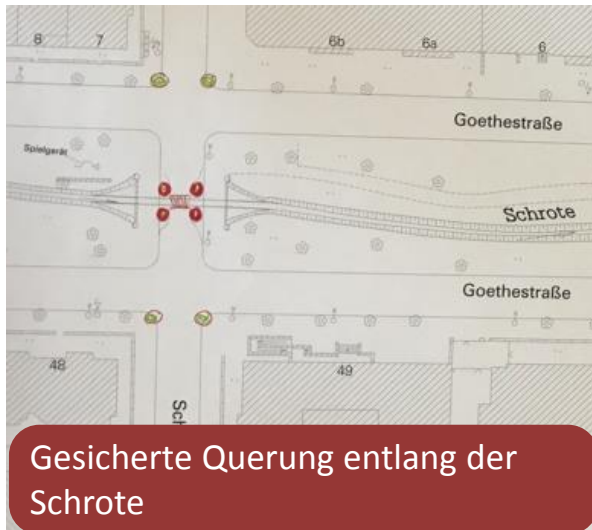 8
7
6b
6a
6
Goethestraße
Spielgerät
Schrote
Goethestraße
48
49
Sch
Gesicherte Querung entlang der
Schrote